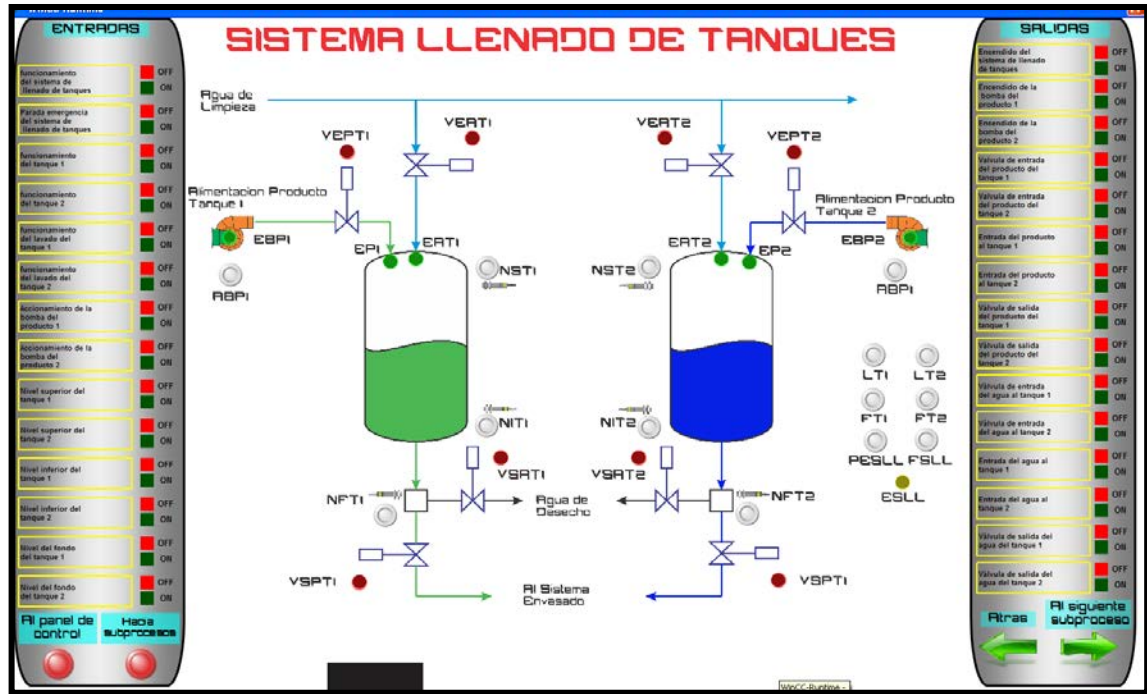 WinCC-Runtime
ENTRADAS
SISTEMA LLENADO DE TANQUES
SALIDAS
funcionamiento
del sistema de
llenado de tanques
OFF
ON
Parada emergencia
del sistema de
llenado de tanques
OFF
ON
funcionamiento
del tanque 1
OFF
ON
funcionamiento
del tanque 2
OFF
ON
funcionamiento
del lavado del
tanque 1
OFF
ON
funcionamiento
del lavado del
tanque 2
OFF
ON
Accionamiento de la
bomba del
producto 1
OFF
ON
Accionamiento de la
bomba del
producto 2
OFF
ON
Nivel superior del
tanque 1
OFF
ON
Nivel superior del
tanque 2
OFF
ON
Nivel inferior del
tanque 1
OFF
ON
Nivel inferior del
tanque 2
OFF
ON
Nivel del fondo
del tanque 1
OFF
ON
Nivel del fondo
del tanque 2
OFF
ON
Al panel de
control
Hacia
subprocesos
Agua de
Limpieza
VEPT1
VEAT1
VEAT2
VEPT2
Alimentacion Producto
Tanque 1
Alimentacion Producto
Tanque 2
EBP1
EP1
EAT1
EAT2
EP2
EBP2
ABP1
NST1
NST2
ABP1
LT1
LT2
FT1
FT2
NIT1
NIT2
PESLL
FSLL
VSAT1
VSAT2
ESLL
NFT1
Agua de
Desecho
NFT2
VSPT1
Al Sistema
Envasado
VSPT1
Encendido del
sistema de llenado
de tanques
OFF
ON
Encendido de la
bomba del
producto 1
OFF
ON
Encendido de la
bomba del
producto 2
OFF
ON
Valvula de entrada
del producto del
tanque 1
OFF
ON
Valvula de entrada
del producto del
tanque 2
OFF
ON
Entrada del producto
al tanque 1
OFF
ON
Entrada del producto
al tanque 2
OFF
ON
Válvula de salida
del producto del
tanque 1
OFF
ON
Válvula de salida
del producto del
tanque 2
OFF
ON
Válvula de entrada
del agua al tanque 1
OFF
ON
Válvula de entrada
del agua al tanque 2
OFF
ON
Entrada del agua al
tanque 1
OFF
ON
Entrada del agua al
tanque 2
OFF
ON
Válvula de salida del
agua del tanque 1
OFF
ON
Válvula de salida del
agua del tanque 2
OFF
ON
Atras
Al siguiente
subproceso
WinCC-Runtime -